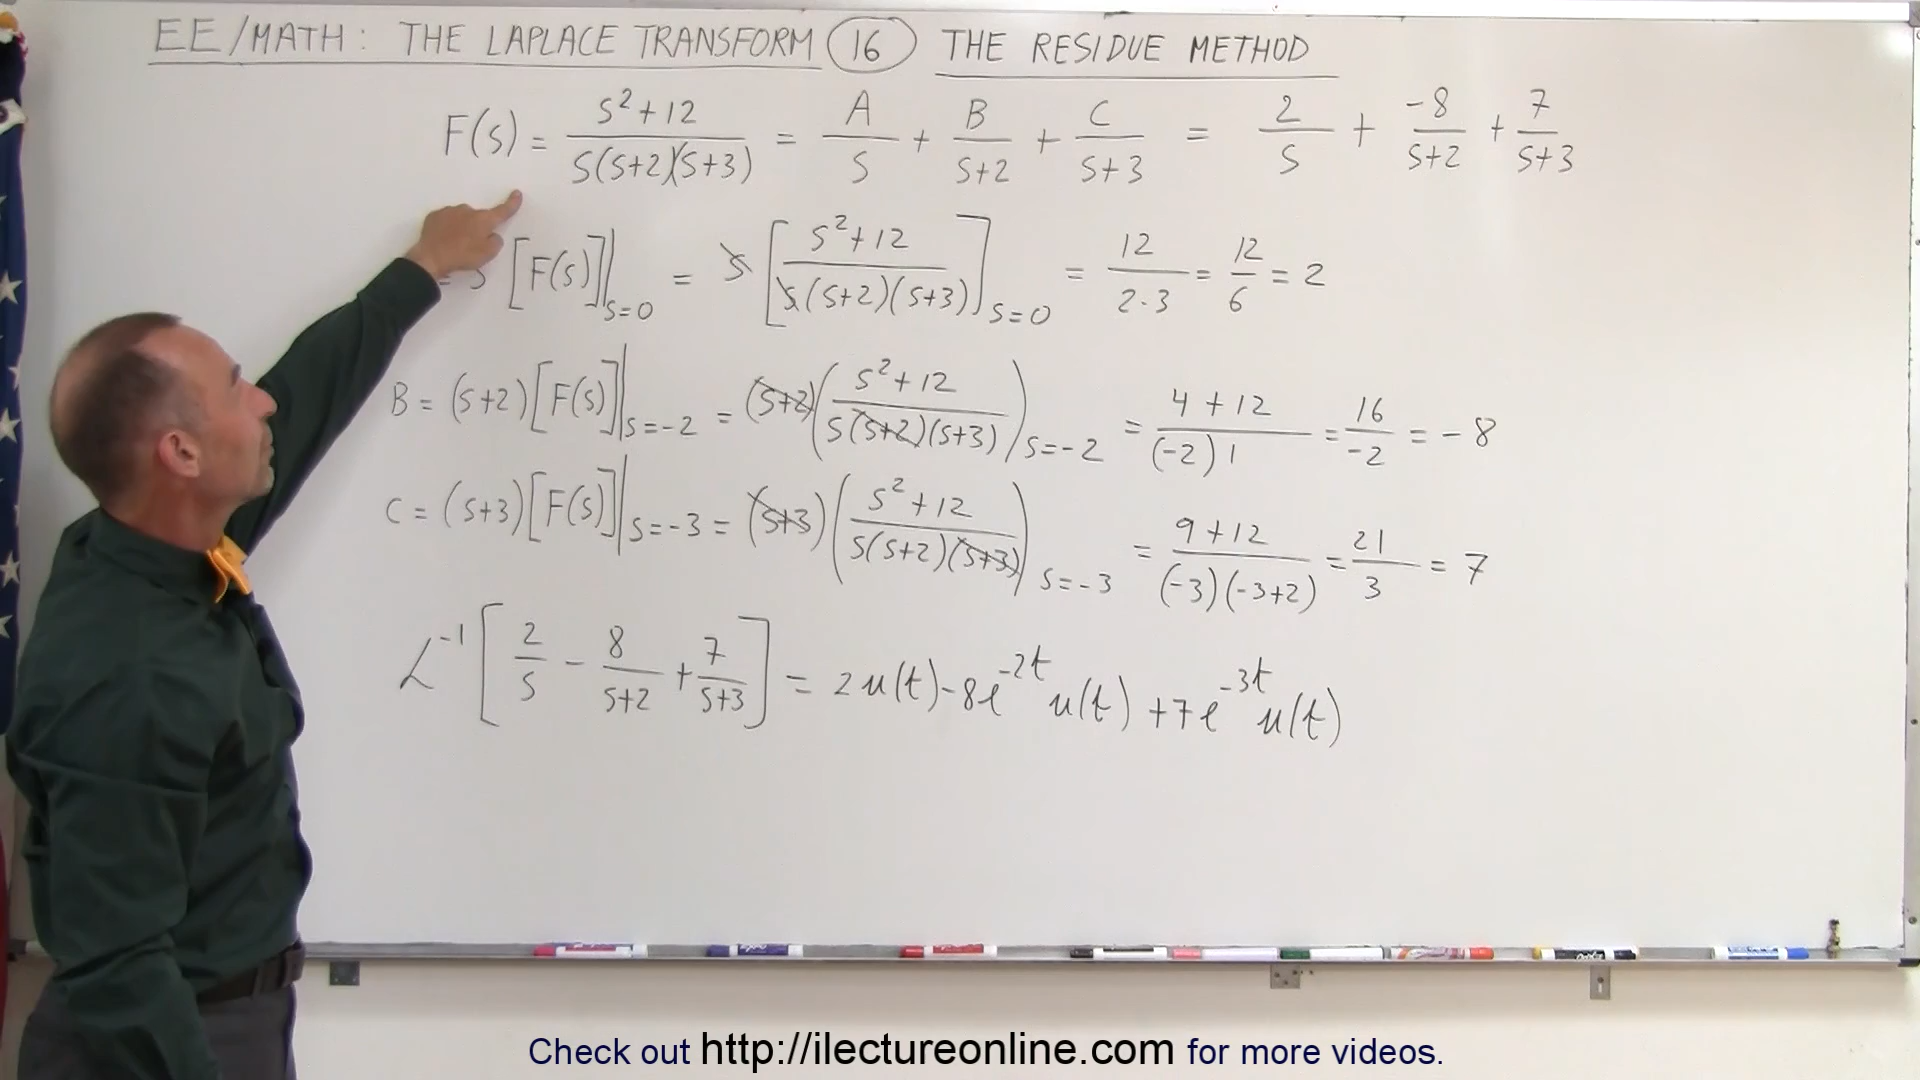 EE/MATH: THE LAPLACE TRANSFORM (16) THE RESIDUE METHOD
F(s) = (s²+12)/(s(s+2)(s+3)) = A/s + B/(s+2) + C/(s+3) = 2/s + -8/(s+2) + 7/(s+3)
= s [F(s)]|s=0 = s [(s²+12)/(s(s+2)(s+3))]s=0 = 12/(2·3) = 12/6 = 2
B = (s+2)[F(s)]|s=-2 = (s+2)((s²+12)/(s(s+2)(s+3)))s=-2 = (4+12)/((-2)1) = 16/-2 = -8
C = (s+3)[F(s)]|s=-3 = (s+3)((s²+12)/(s(s+2)(s+3)))s=-3 = (9+12)/((-3)(-3+2)) = 21/3 = 7
ℒ⁻¹[2/s - 8/(s+2) + 7/(s+3)] = 2u(t) - 8e^-2t u(t) + 7e^-3t u(t)
Check out http://ilectureonline.com for more videos.